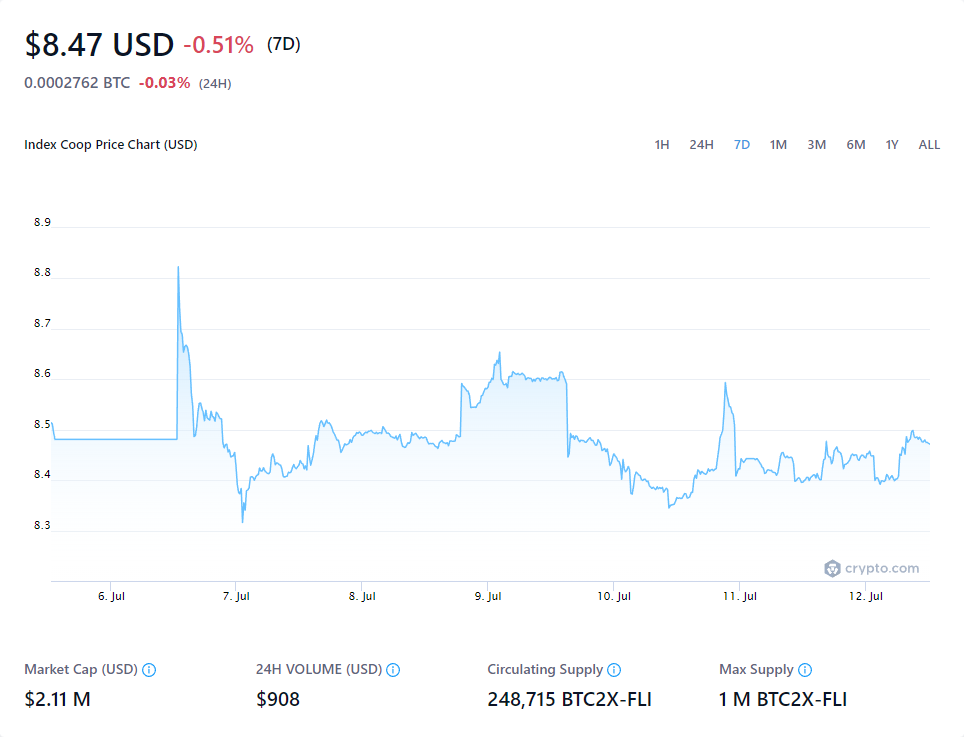 $8.47 USD -0.51% (7D)
0.0002762 BTC -0.03% (24H)
Index Coop Price Chart (USD) 1H 24H 7D 1M 3M 6M 1Y ALL
8.9
8.8
8.7
8.6
8.5
8.4
8.3
crypto.com
6. Jul 7. Jul 8. Jul 9. Jul 10. Jul 11. Jul 12. Jul
Market Cap (USD) 24H VOLUME (USD) Circulating Supply Max Supply
$2.11 M $908 248,715 BTC2X-FLI 1 M BTC2X-FLI